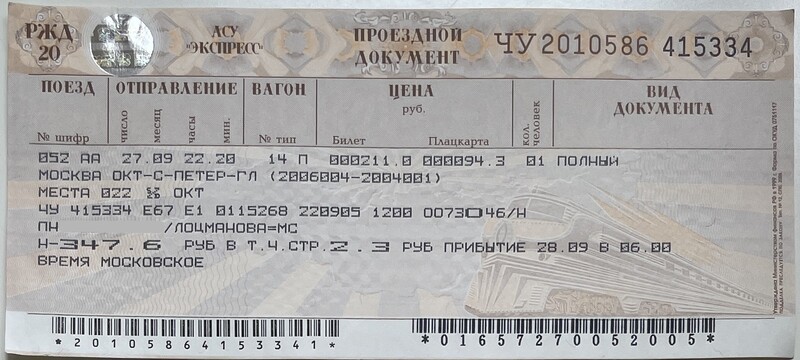 РЖД АСУ ПРОЕЗДНОЙ ЧУ 2010586 415334
20 "ЭКСПРЕСС" ДОКУМЕНТ
ПОЕЗД ОТПРАВЛЕНИЕ ВАГОН ЦЕНА ВИД
руб. ДОКУМЕНТА
№ шифр число месяц часы мин. № тип Билет Плацкарта кол. человек
052 АА 27.09 22.20 14 П 000211.0 000094.3 01 ПОЛНЫЙ
МОСКВА ОКТ-С-ПЕТЕР-ГЛ (2006004-2004001)
МЕСТА 022 ОКТ
ЧУ 415334 Е67 Е1 0115268 220905 1200 0073046/Н
ПН /ЛОЦМАНОВА=МС
Н-347.6 РУБ В Т.Ч.СТР.2.3 РУБ ПРИБЫТИЕ 28.09 В 06.00
ВРЕМЯ МОСКОВСКОЕ
*20105864153341*
*0165727005 2005*